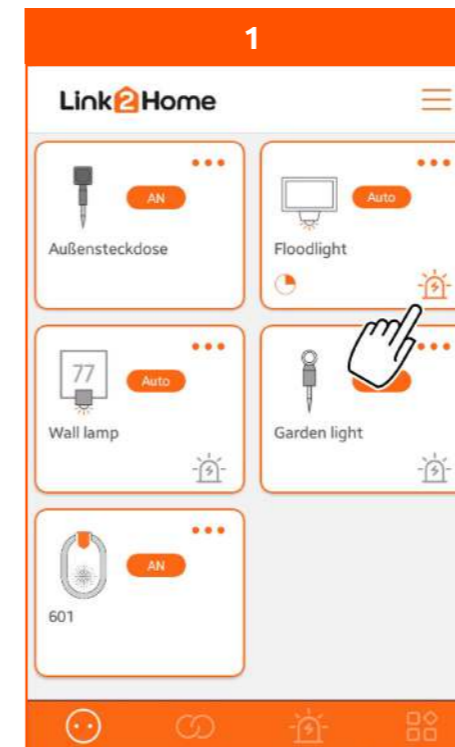 1
Link2Home
AN
Außensteckdose
Auto
Floodlight
77
Auto
Wall lamp
Garden light
AN
601